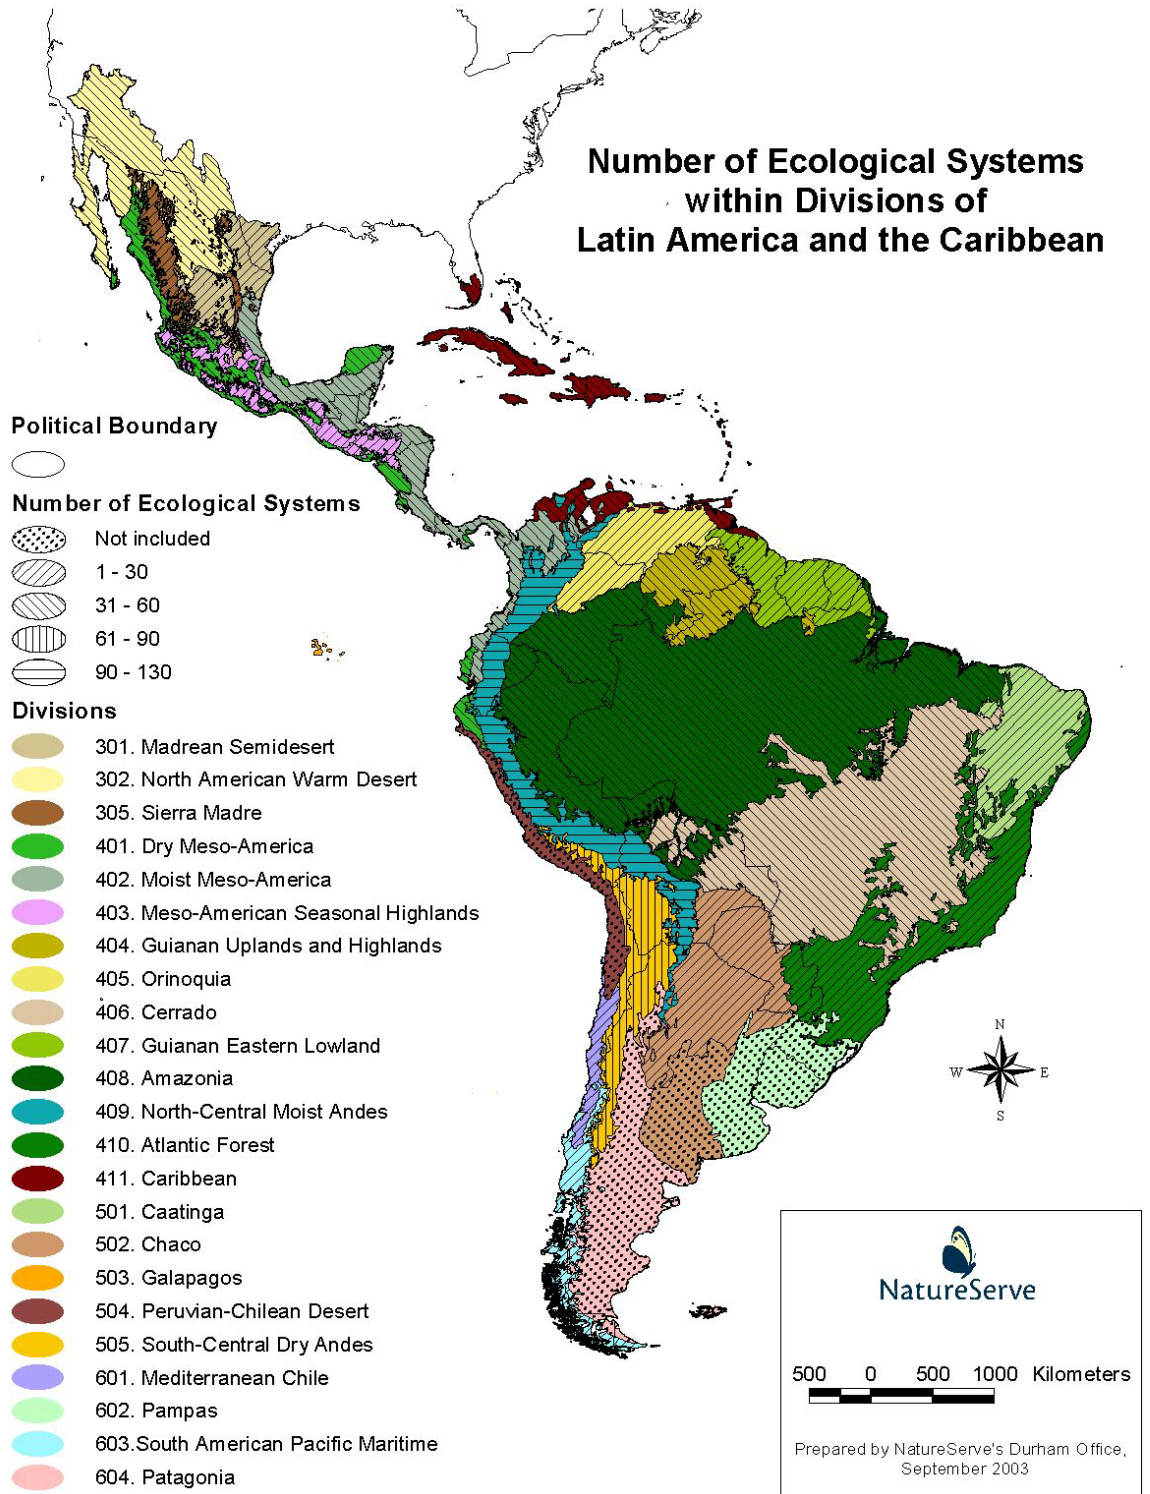 Number of Ecological Systems
within Divisions of
Latin America and the Caribbean
Political Boundary
Number of Ecological Systems
Not included
1 - 30
31 - 60
61 - 90
90 - 130
Divisions
301. Madrean Semidesert
302. North American Warm Desert
305. Sierra Madre
401. Dry Meso-America
402. Moist Meso-America
403. Meso-American Seasonal Highlands
404. Guianan Uplands and Highlands
405. Orinoquia
406. Cerrado
407. Guianan Eastern Lowland
408. Amazonia
409. North-Central Moist Andes
410. Atlantic Forest
411. Caribbean
501. Caatinga
502. Chaco
503. Galapagos
504. Peruvian-Chilean Desert
505. South-Central Dry Andes
601. Mediterranean Chile
602. Pampas
603.South American Pacific Maritime
604. Patagonia
N
W E
S
NatureServe
500 0 500 1000 Kilometers
Prepared by NatureServe's Durham Office,
September 2003